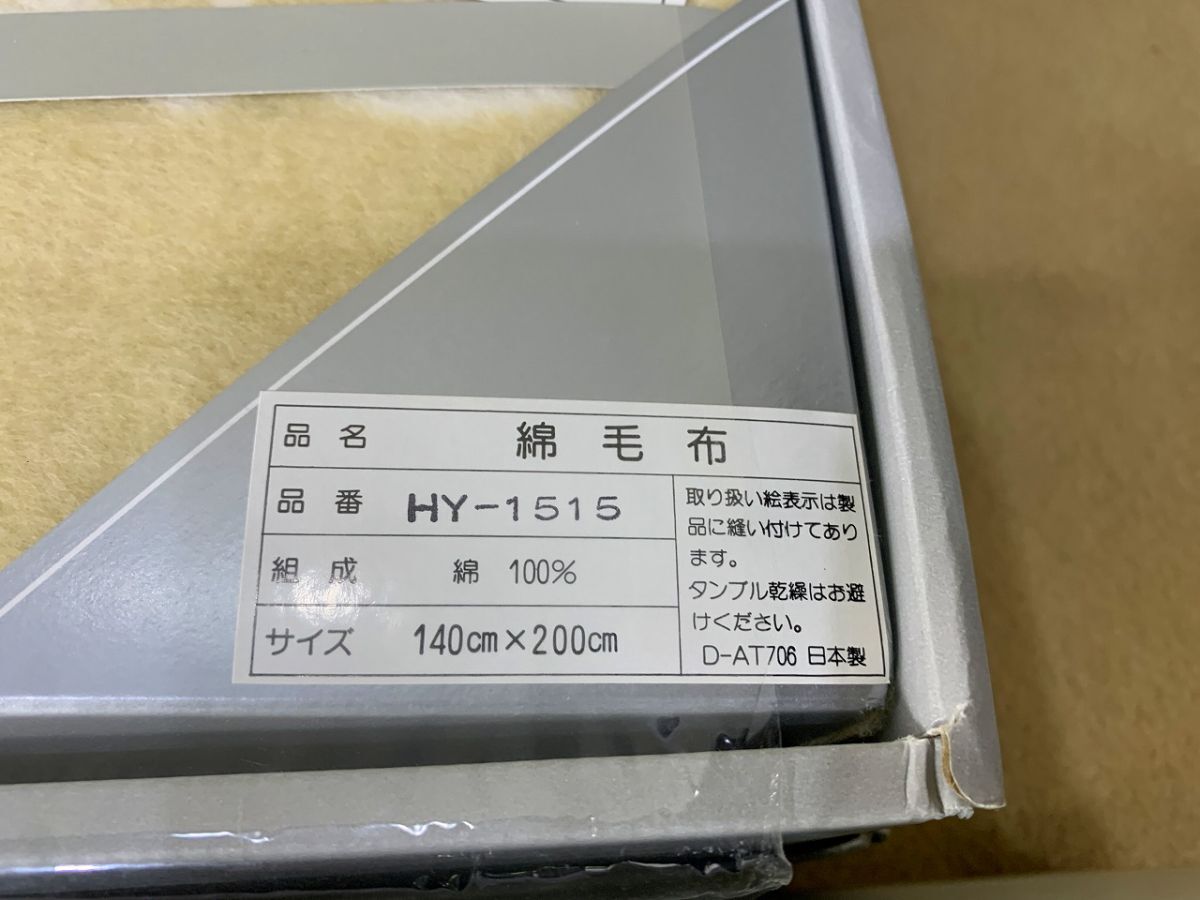 品名 綿毛布
品番 HY-1515
組成 綿 100%
サイズ 140cm×200cm
取り扱い絵表示は製
品に縫い付けてあり
ます。
タンブル乾燥はお避
けください。
D-AT706 日本製